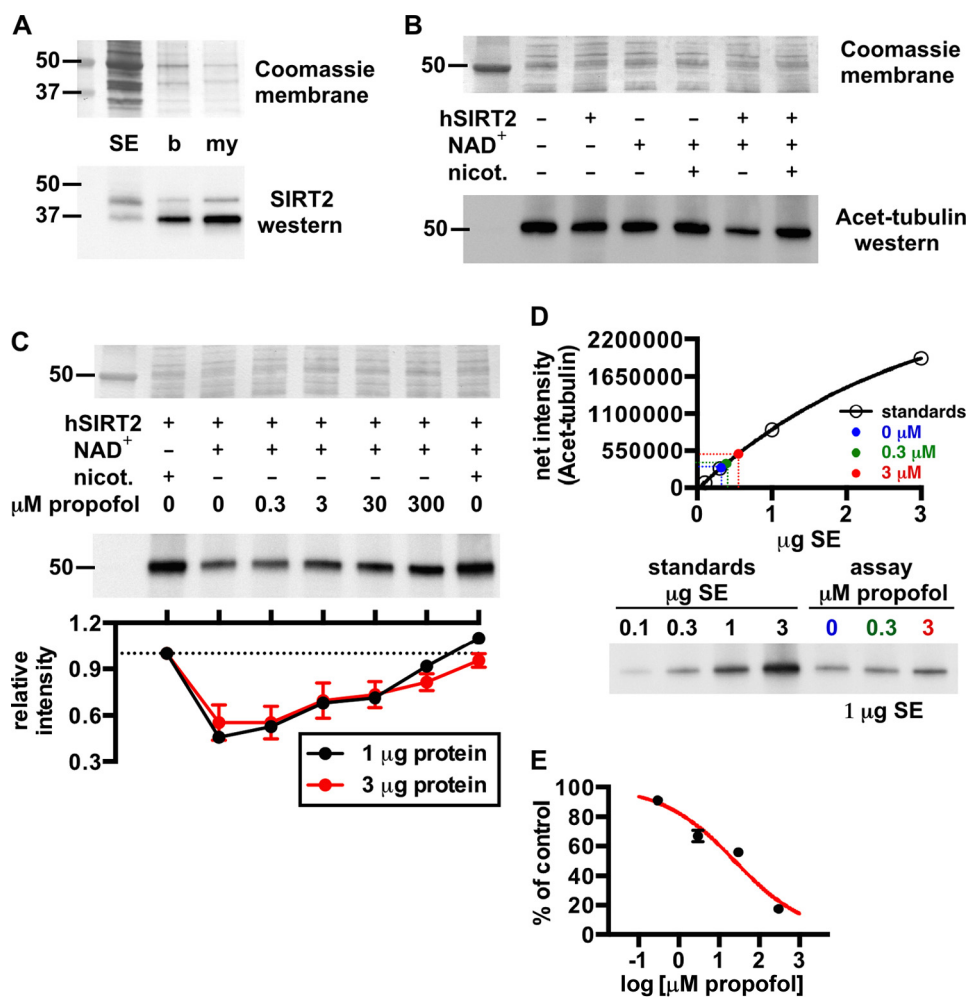 A
50
37
Coomassie
membrane
SE b my
50
37
SIRT2
western
B
50
Coomassie
membrane
hSIRT2 − + − − + +
NAD+ − − + + + +
nicot. − − − + − +
50
Acet-tubulin
western
C
50
hSIRT2 + + + + + + +
NAD+ − + + + + + +
nicot. + − − − − − +
μM propofol 0 0 0.3 3 30 300 0
50
relative
intensity
1.2
0.9
0.6
0.3
1 μg protein
3 μg protein
D
net intensity
(Acet-tubulin)
2200000
1650000
1100000
550000
0
standards
0 μM
0.3 μM
3 μM
0 1 2 3
μg SE
standards
μg SE
assay
μM propofol
0.1 0.3 1 3 0 0.3 3
1 μg SE
E
% of control
100
80
60
40
20
0
-1 0 1 2 3
log [μM propofol]